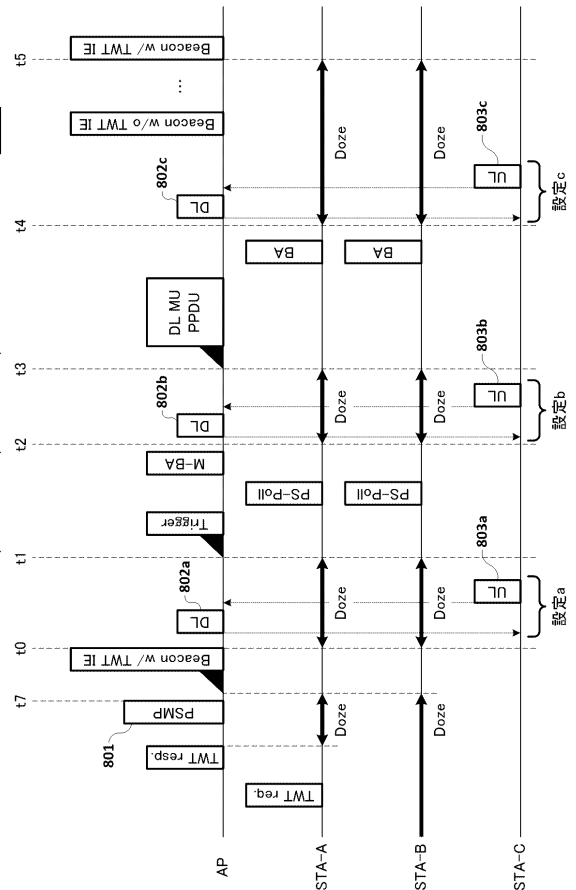 t7
t0
t1
t2
t3
t4
t5
AP
TWT resp.
PSMP
801
Beacon w/ TWT IE
DL
802a
Trigger
M-BA
DL
802b
DL MU
PPDU
DL
802c
Beacon w/o TWT IE
...
Beacon w/ TWT IE
STA-A
TWT req.
Doze
Doze
PS-Poll
Doze
BA
Doze
STA-B
Doze
Doze
PS-Poll
Doze
BA
Doze
STA-C
UL
803a
UL
803b
UL
803c
設定a
設定b
設定c